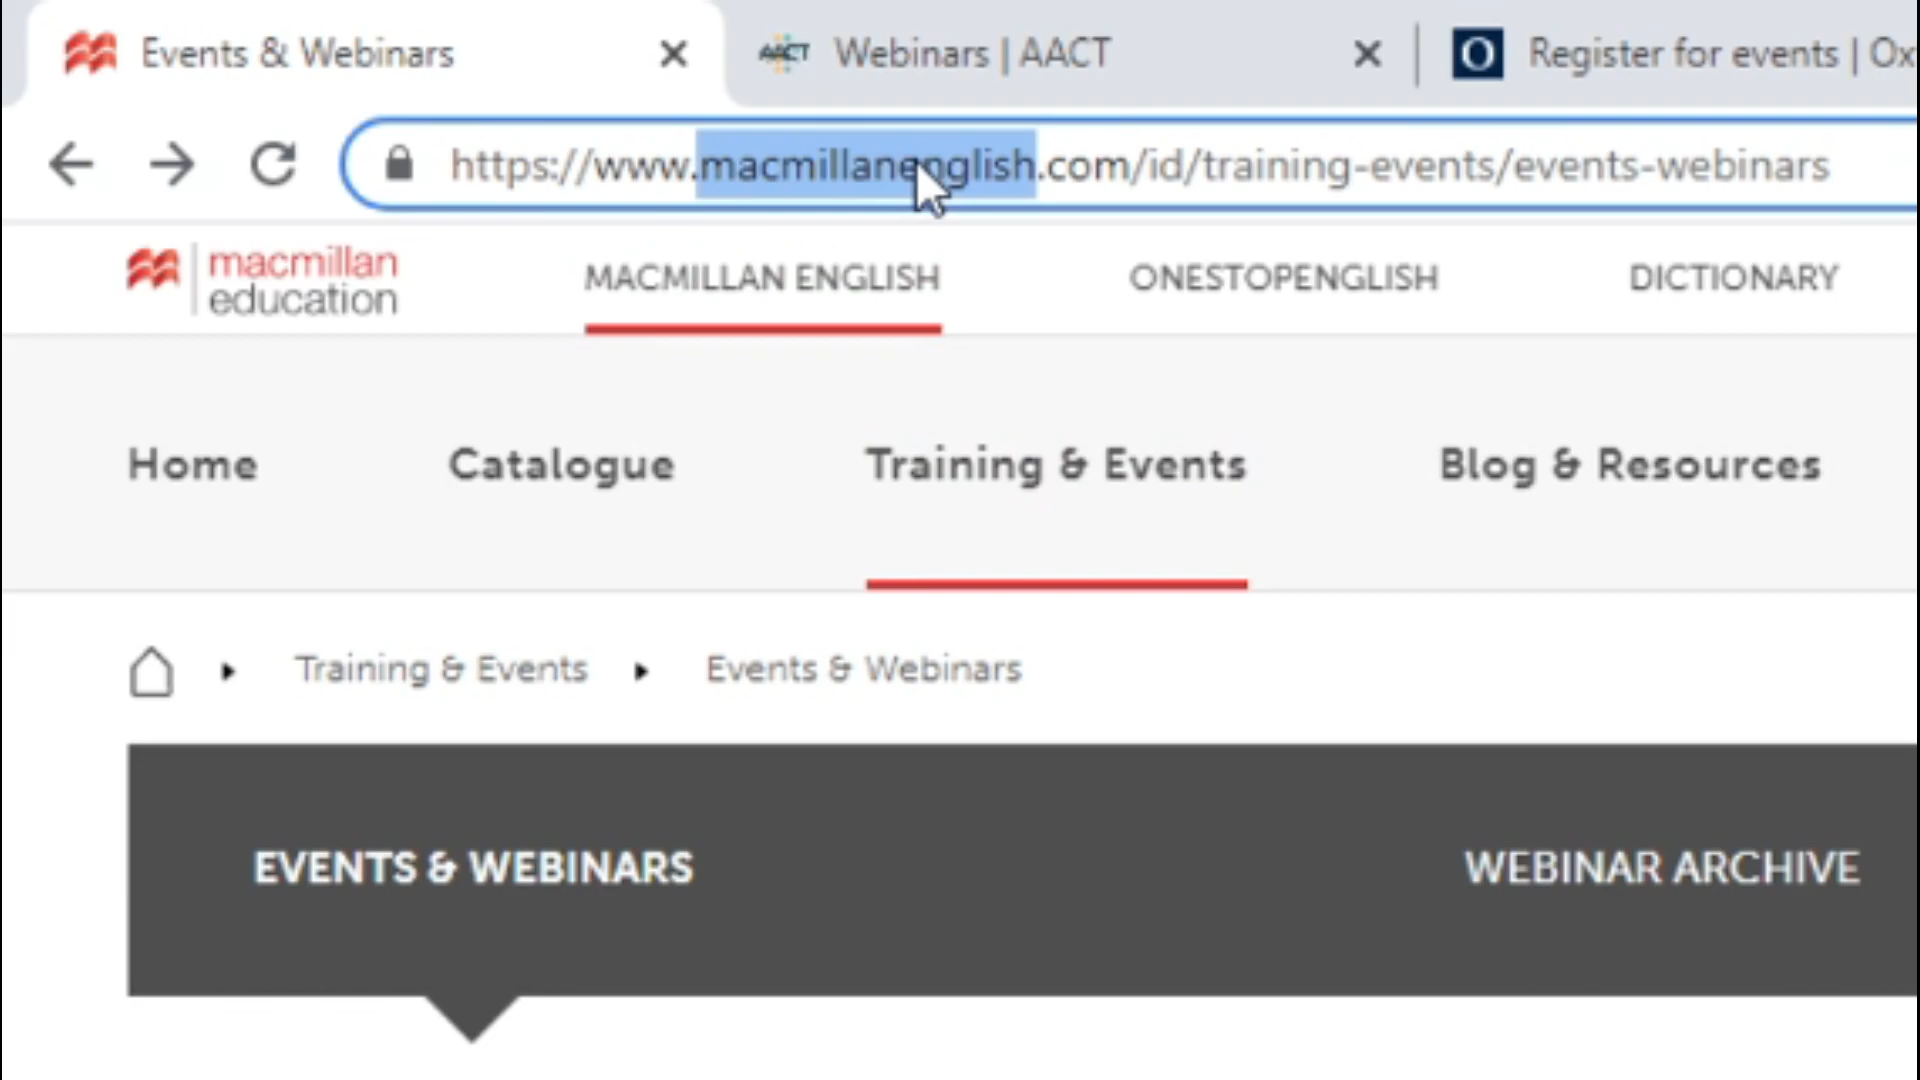 Events & Webinars
AACT Webinars | AACT
O Register for events | Ox
https://www.macmillanenglish.com/id/training-events/events-webinars
macmillan education
MACMILLAN ENGLISH ONESTOPENGLISH DICTIONARY
Home Catalogue Training & Events Blog & Resources
Training & Events Events & Webinars
EVENTS & WEBINARS WEBINAR ARCHIVE